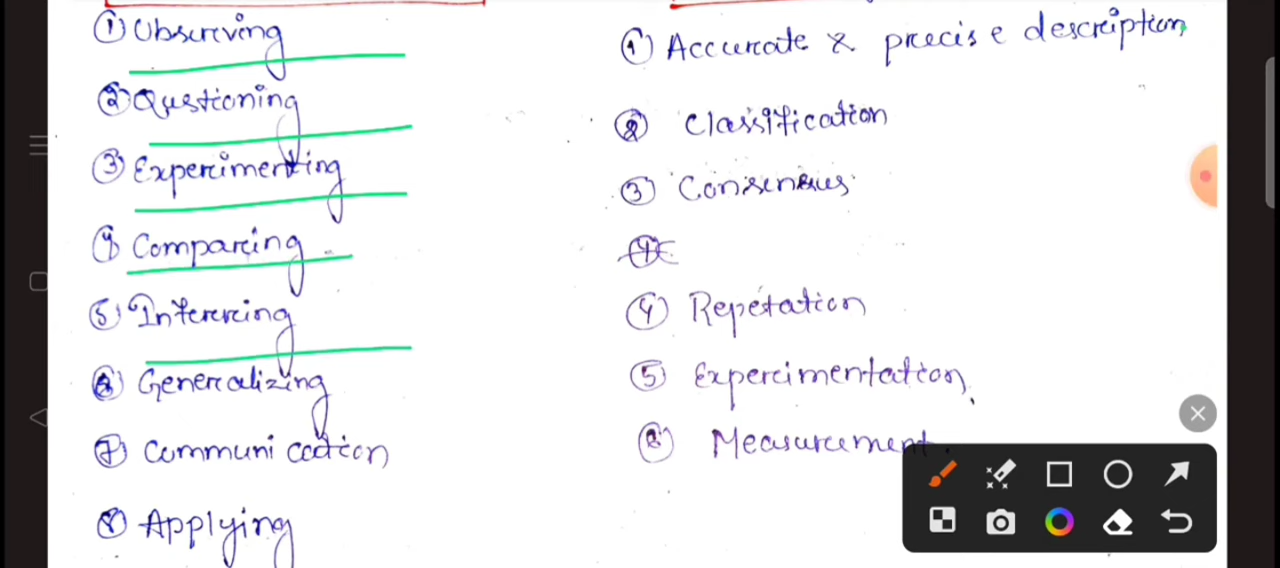 ① Observing
② Questioning
③ Experimenting
④ Comparing
⑤ Inferring
⑥ Generalizing
⑦ Communication
⑧ Applying
① Accurate & precise description
② Classification
③ Consensus
④ Repetation
⑤ Experimentation
⑥ Measurement